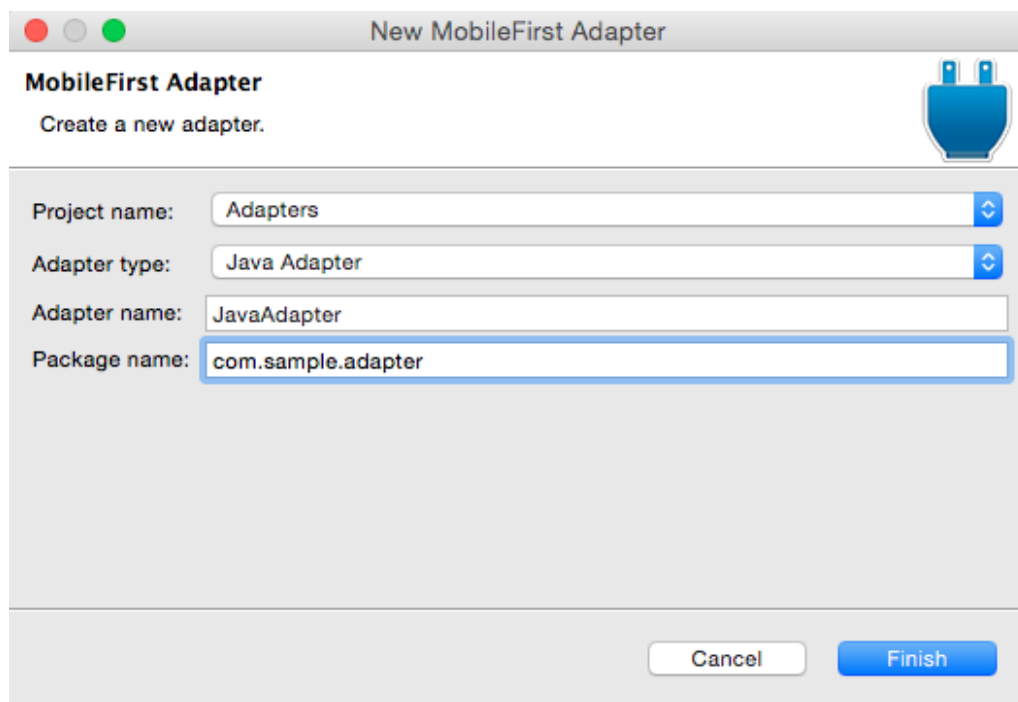 New MobileFirst Adapter
MobileFirst Adapter
Create a new adapter.
Project name: Adapters
Adapter type: Java Adapter
Adapter name: JavaAdapter
Package name: com.sample.adapter
Cancel Finish